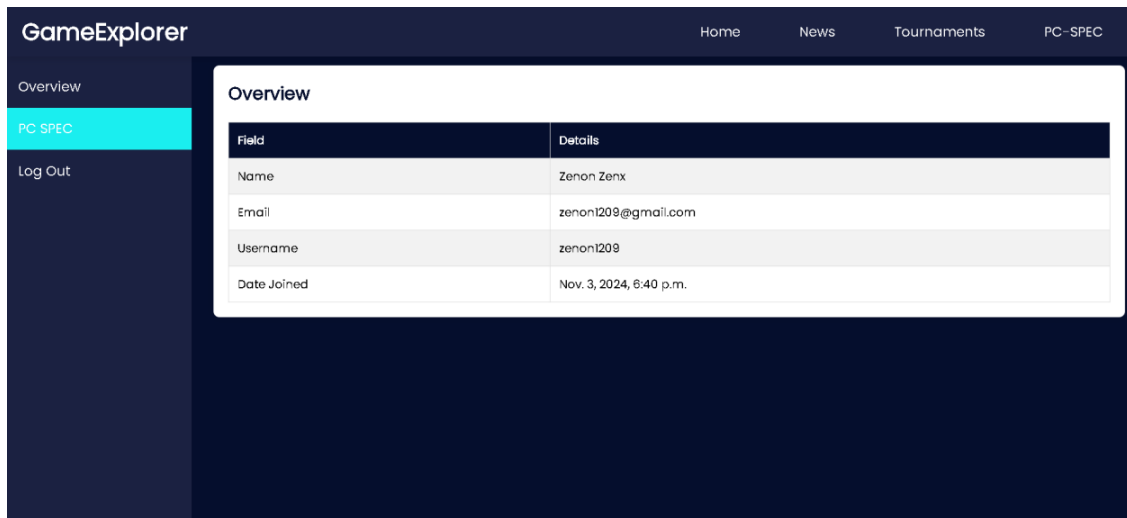 GameExplorer Home News Tournaments PC-SPEC
Overview
PC SPEC
Log Out
Overview
Field Details
Name Zenon Zenx
Email zenon1209@gmail.com
Username zenon1209
Date Joined Nov. 3, 2024, 6:40 p.m.